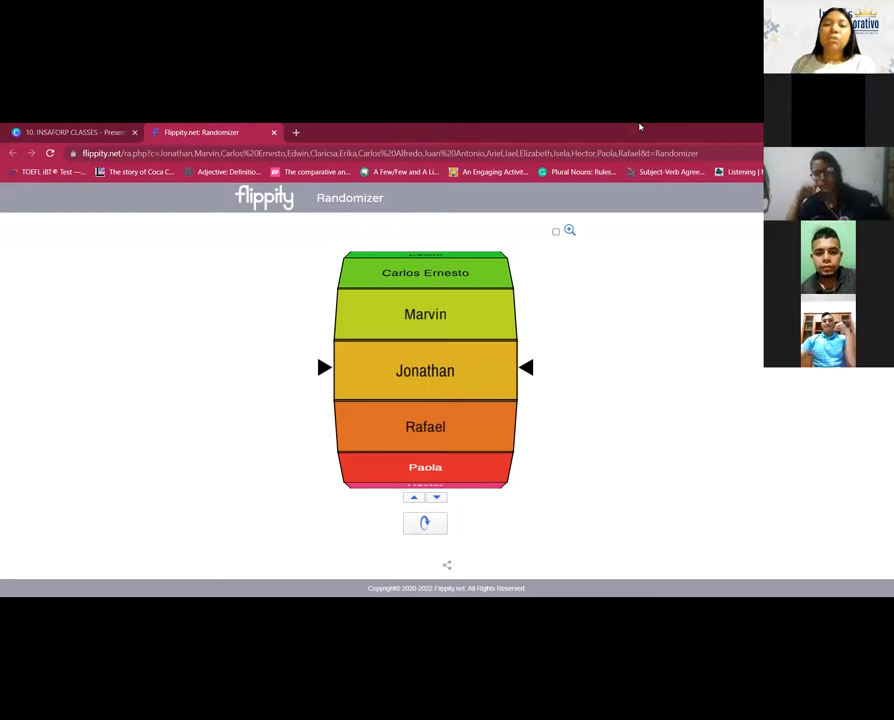 10. INSAFORP CLASSES - Present
Flippity.net: Randomizer
flippity.net/ra.php?c=Jonathan,Marvin,Carlos%20Ernesto,Edwin,Claricsa,Erika,Carlos%20Alfredo,Juan%20Antonio,Ariel,Jael,Elizabeth,Isela,Hector,Paola,Rafael&t=Randomizer
TOEFL iBT® Test —... The story of Coca C... Adjective: Definitio... The comparative an... A Few/Few and A Li... An Engaging Activit... Plural Nouns: Rules... Subject-Verb Agree... Listening
flippity Randomizer
Edwin
Carlos Ernesto
Marvin
Jonathan
Rafael
Paola
Hector
Copyright© 2020-2022 Flippity.net. All Rights Reserved.